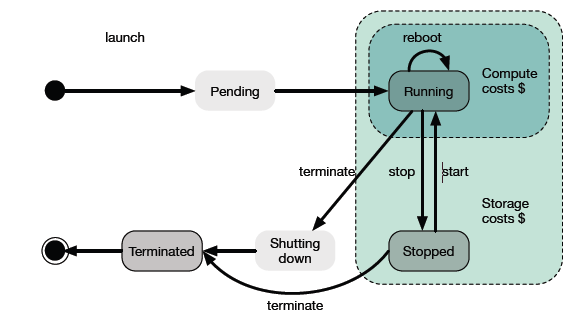 launch
reboot
Pending
Running
Compute
costs $
terminate
stop
start
Storage
costs $
Terminated
Shutting
down
Stopped
terminate